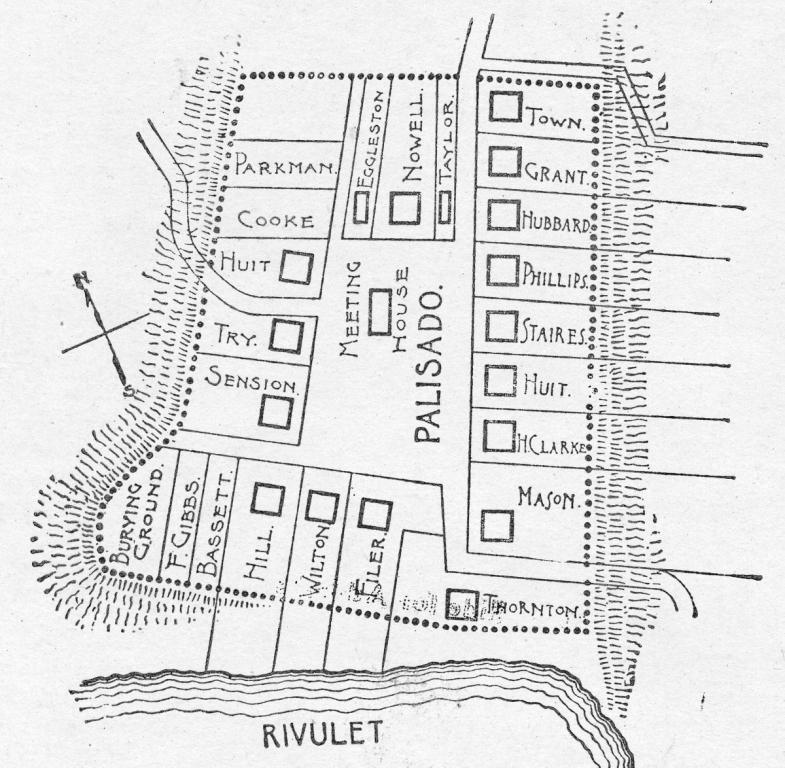 EGGLESTON
NOWELL.
TAYLOR.
TOWN.
PARKMAN.
GRANT.
COOKE
HUBBARD
HUIT
MEETING
HOUSE
PHILLIPS.
PALISADO.
TRY.
STAIRES.
SENSION.
HUIT.
H.CLARKE
BURYING
GROUND.
F. GIBBS.
BASSETT.
HILL.
WILTON
FILER.
MASON.
THORNTON.
S
RIVULET